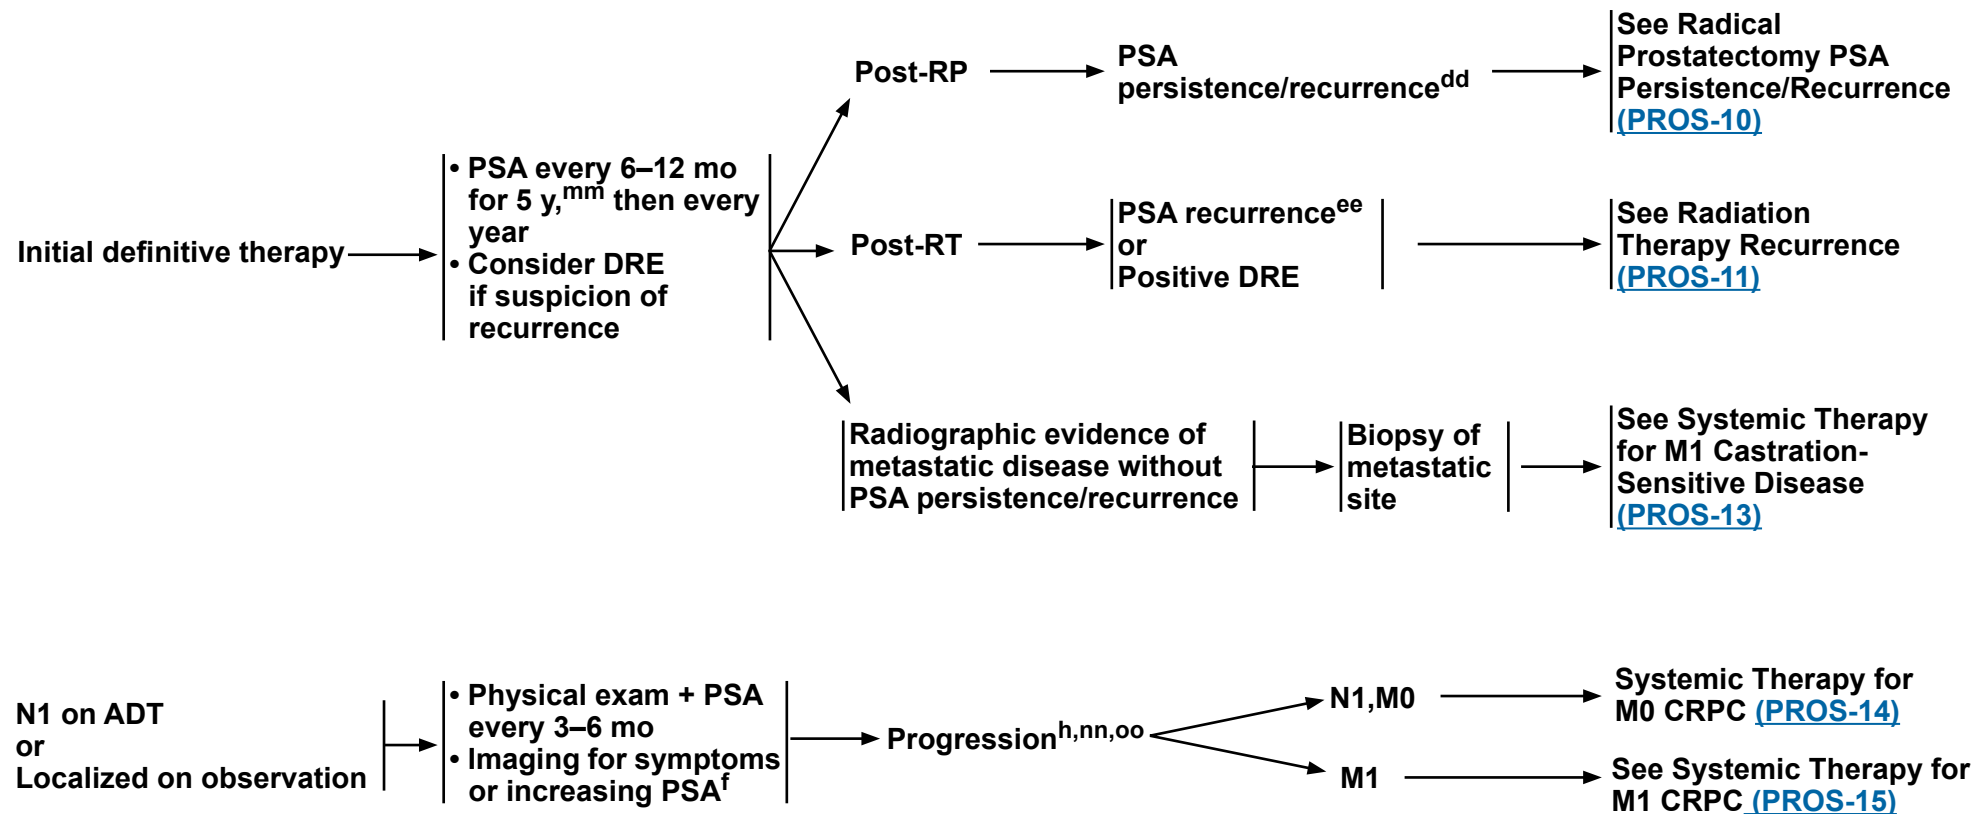 Initial definitive therapy
• PSA every 6–12 mo
for 5 y,mm then every
year
• Consider DRE
if suspicion of
recurrence
Post-RP
PSA
persistence/recurrencedd
See Radical
Prostatectomy PSA
Persistence/Recurrence
(PROS-10)
Post-RT
PSA recurrenceee
or
Positive DRE
See Radiation
Therapy Recurrence
(PROS-11)
Radiographic evidence of
metastatic disease without
PSA persistence/recurrence
Biopsy of
metastatic
site
See Systemic Therapy
for M1 Castration-
Sensitive Disease
(PROS-13)
N1 on ADT
or
Localized on observation
• Physical exam + PSA
every 3–6 mo
• Imaging for symptoms
or increasing PSAf
Progressionh,nn,oo
N1,M0
Systemic Therapy for
M0 CRPC (PROS-14)
M1
See Systemic Therapy for
M1 CRPC (PROS-15)